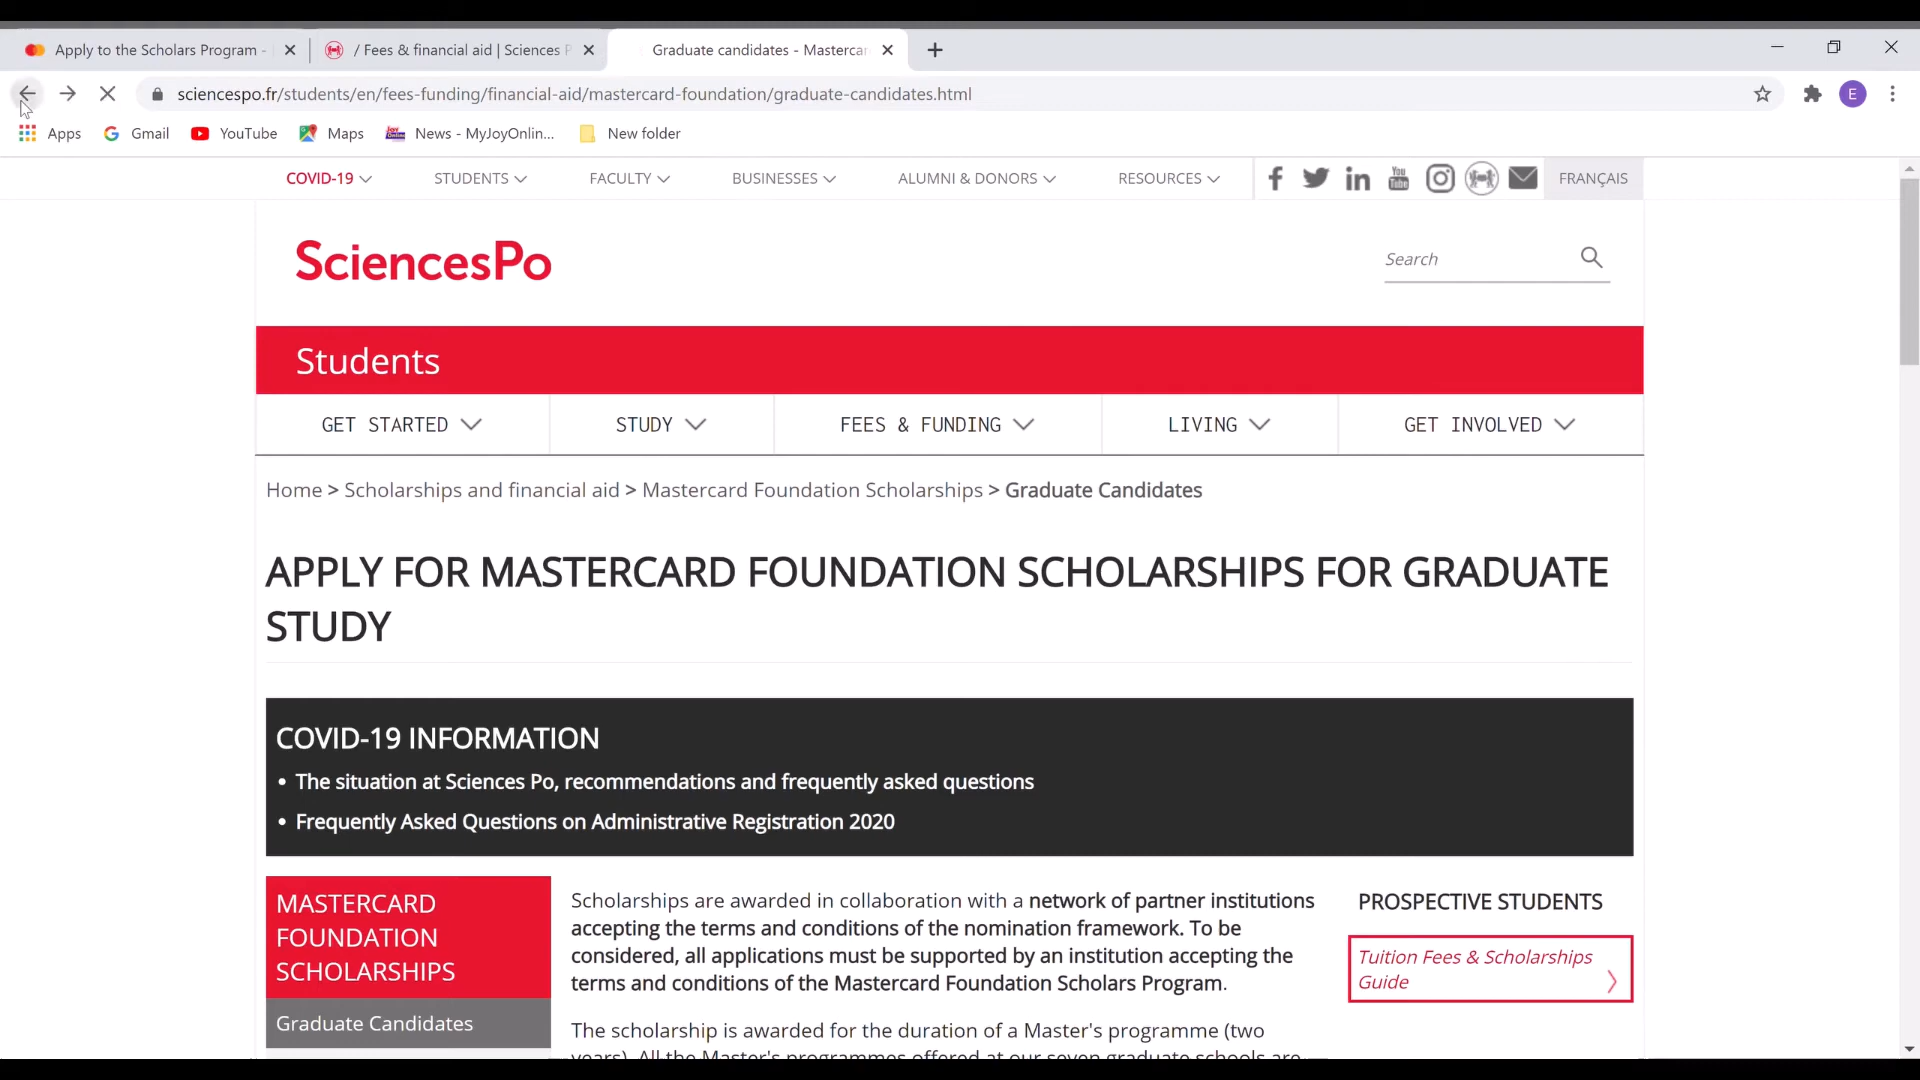 Apply to the Scholars Program -
/ Fees & financial aid | Sciences P
Graduate candidates - Mastercar
sciencespo.fr/students/en/fees-funding/financial-aid/mastercard-foundation/graduate-candidates.html
E
Apps
Gmail
YouTube
Maps
News - MyJoyOnlin...
New folder
COVID-19
STUDENTS
FACULTY
BUSINESSES
ALUMNI & DONORS
RESOURCES
You Tube
FRANÇAIS
SciencesPo
Search
Students
GET STARTED
STUDY
FEES & FUNDING
LIVING
GET INVOLVED
Home > Scholarships and financial aid > Mastercard Foundation Scholarships > Graduate Candidates
APPLY FOR MASTERCARD FOUNDATION SCHOLARSHIPS FOR GRADUATE
STUDY
COVID-19 INFORMATION
• The situation at Sciences Po, recommendations and frequently asked questions
• Frequently Asked Questions on Administrative Registration 2020
MASTERCARD
FOUNDATION
SCHOLARSHIPS
Graduate Candidates
Scholarships are awarded in collaboration with a network of partner institutions
accepting the terms and conditions of the nomination framework. To be
considered, all applications must be supported by an institution accepting the
terms and conditions of the Mastercard Foundation Scholars Program.
The scholarship is awarded for the duration of a Master's programme (two
years). All the Master's programmes offered at our seven graduate schools are
PROSPECTIVE STUDENTS
Tuition Fees & Scholarships
Guide